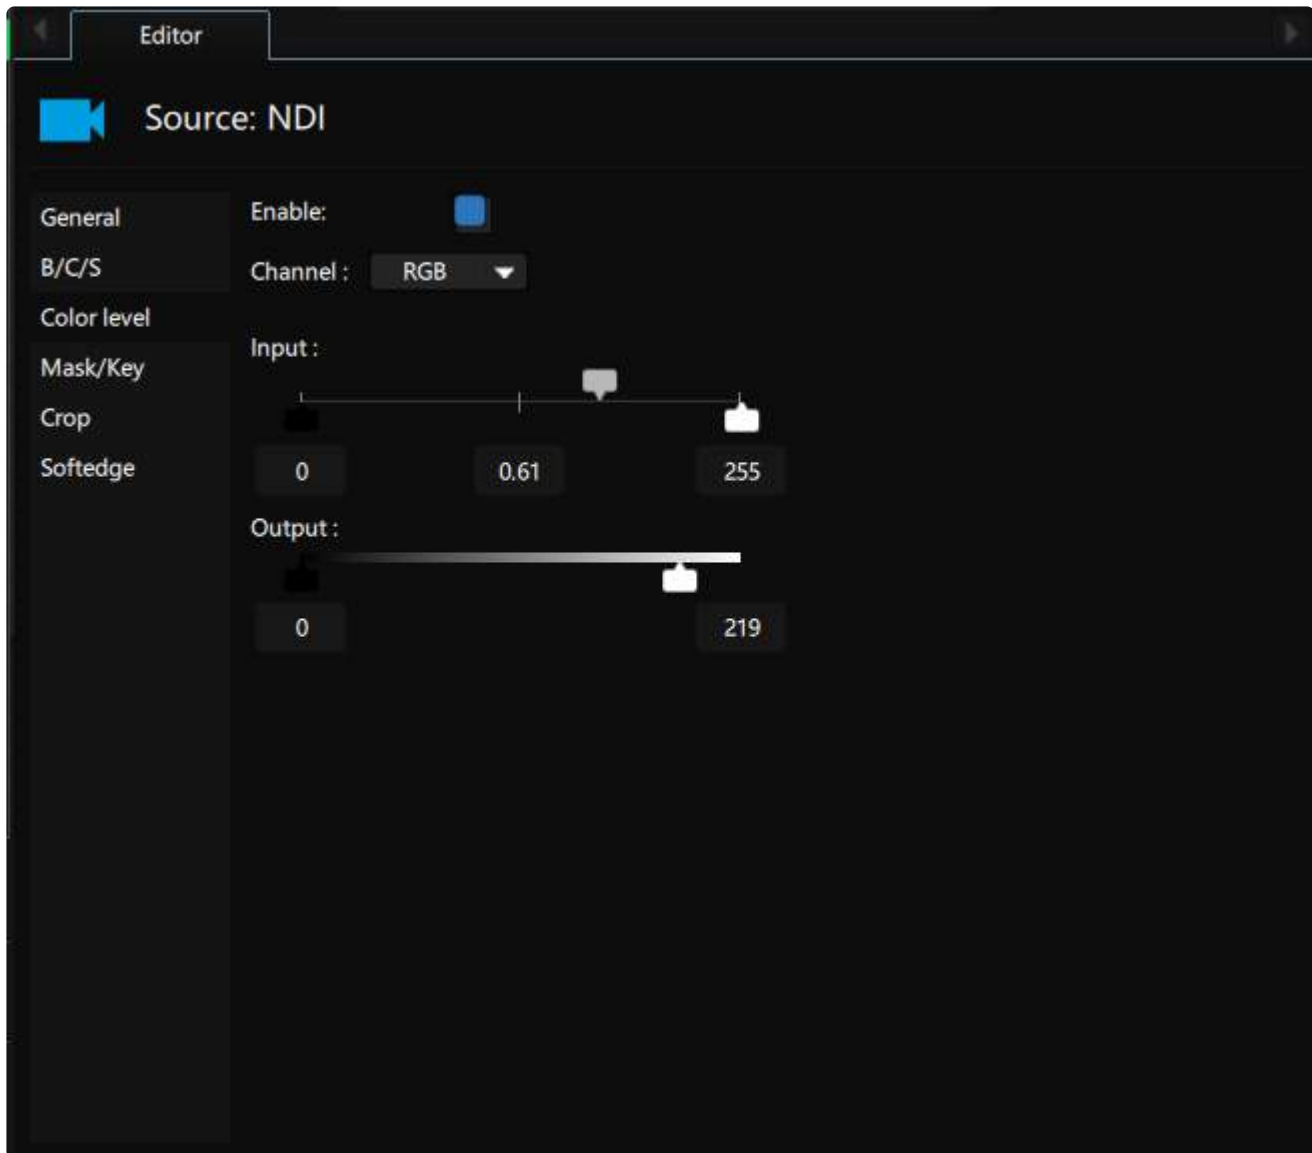 Editor
Source: NDI
General
B/C/S
Color level
Mask/Key
Crop
Softedge
Enable:
Channel : RGB
Input :
0 0.61 255
Output :
0 219